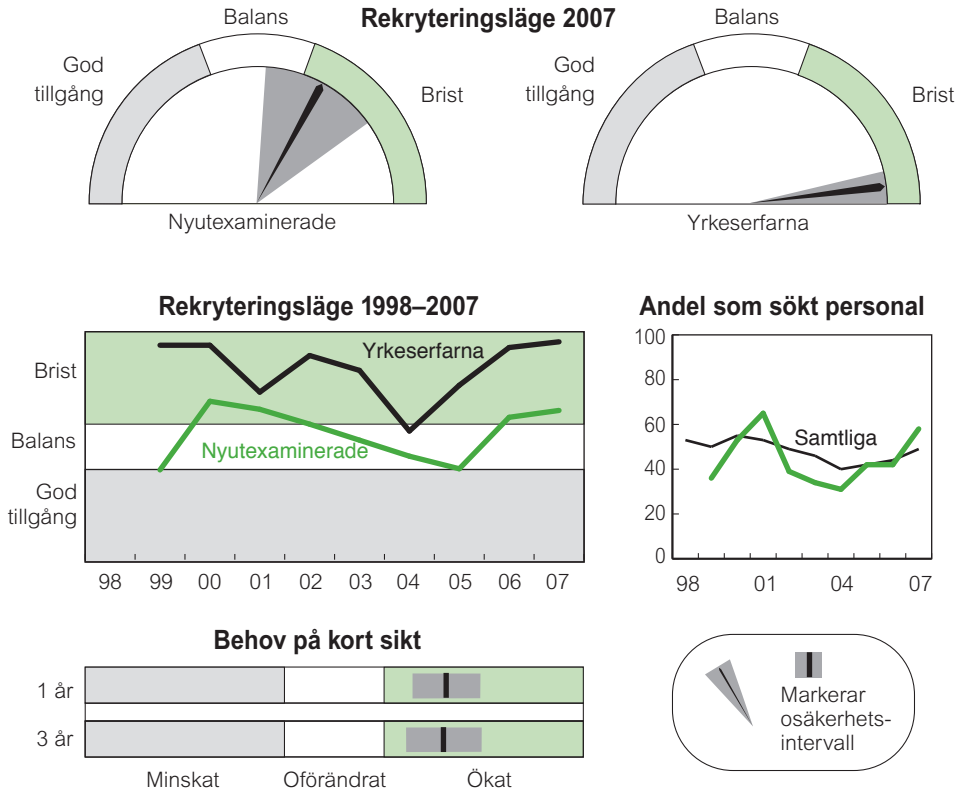 Rekryteringsläge 2007
Balans
God
tillgång
Brist
Nyutexaminerade
Balans
God
tillgång
Brist
Yrkeserfarna
Rekryteringsläge 1998–2007
Brist
Balans
God
tillgång
Yrkeserfarna
Nyutexaminerade
98 99 00 01 02 03 04 05 06 07
Andel som sökt personal
100
80
60
40
20
0
Samtliga
98 01 04 07
Behov på kort sikt
1 år
3 år
Minskat Oförändrat Ökat
Markerar
osäkerhets-
intervall